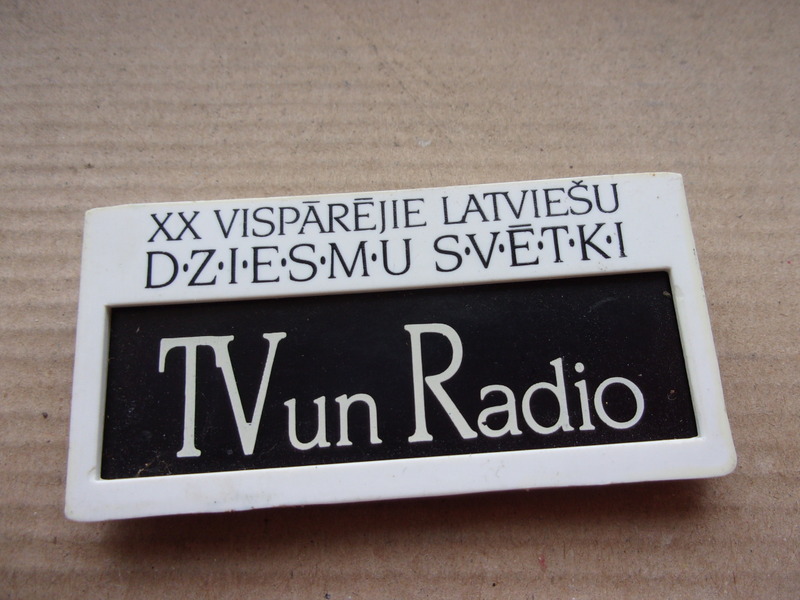 XX VISPĀRĒJIE LATVIEŠU
D·Z·I·E·S·M·U S·V·Ē·T·K·I
TV un Radio